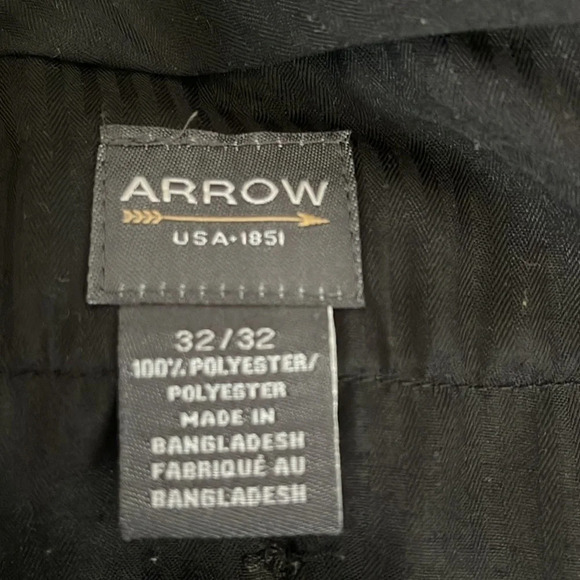 ARROW
USA•1851
32/32
100% POLYESTER/
POLYESTER
MADE IN
BANGLADESH
FABRIQUÉ AU
BANGLADESH